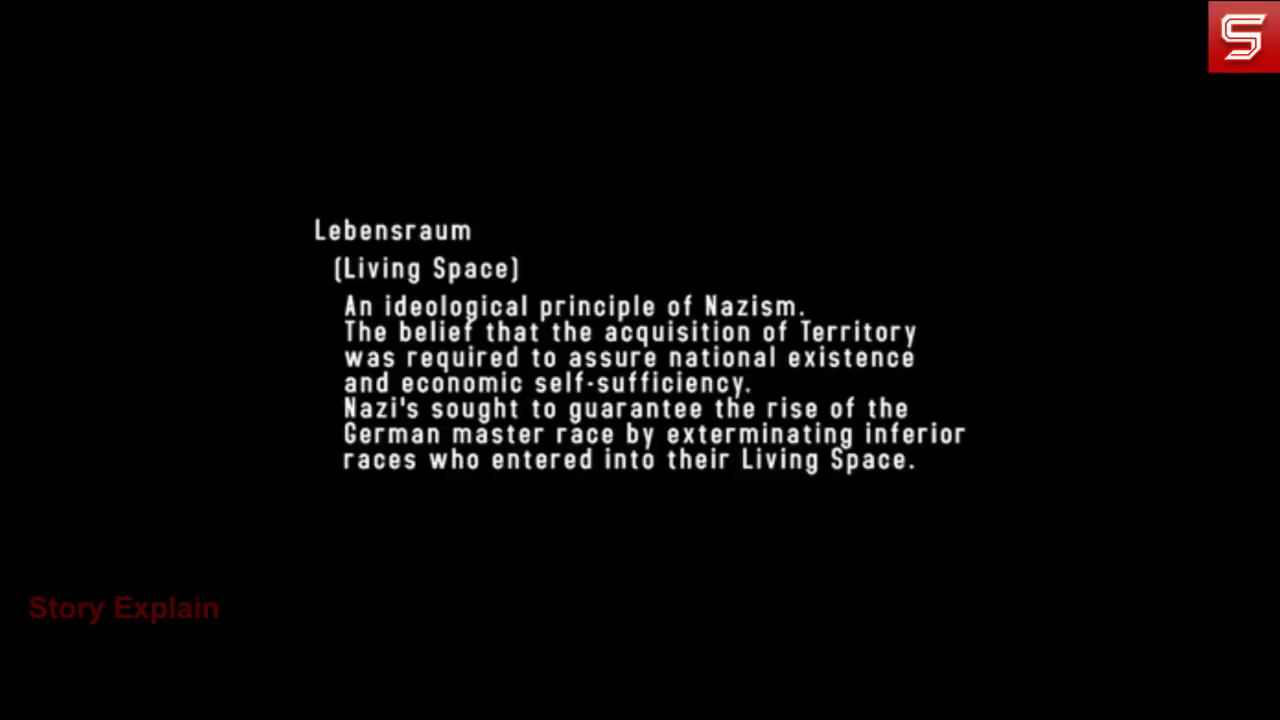 S
Lebensraum
(Living Space)
An ideological principle of Nazism.
The belief that the acquisition of Territory
was required to assure national existence
and economic self-sufficiency.
Nazi's sought to guarantee the rise of the
German master race by exterminating inferior
races who entered into their Living Space.
Story Explain